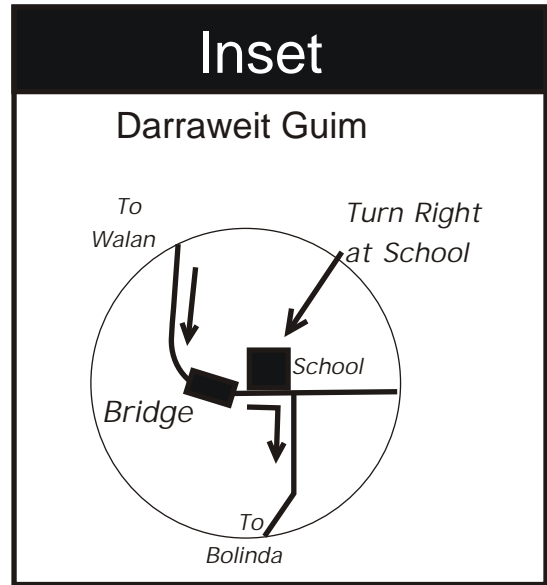 Inset
Darraweit Guim
To
Walan
Turn Right
at School
School
Bridge
To
Bolinda